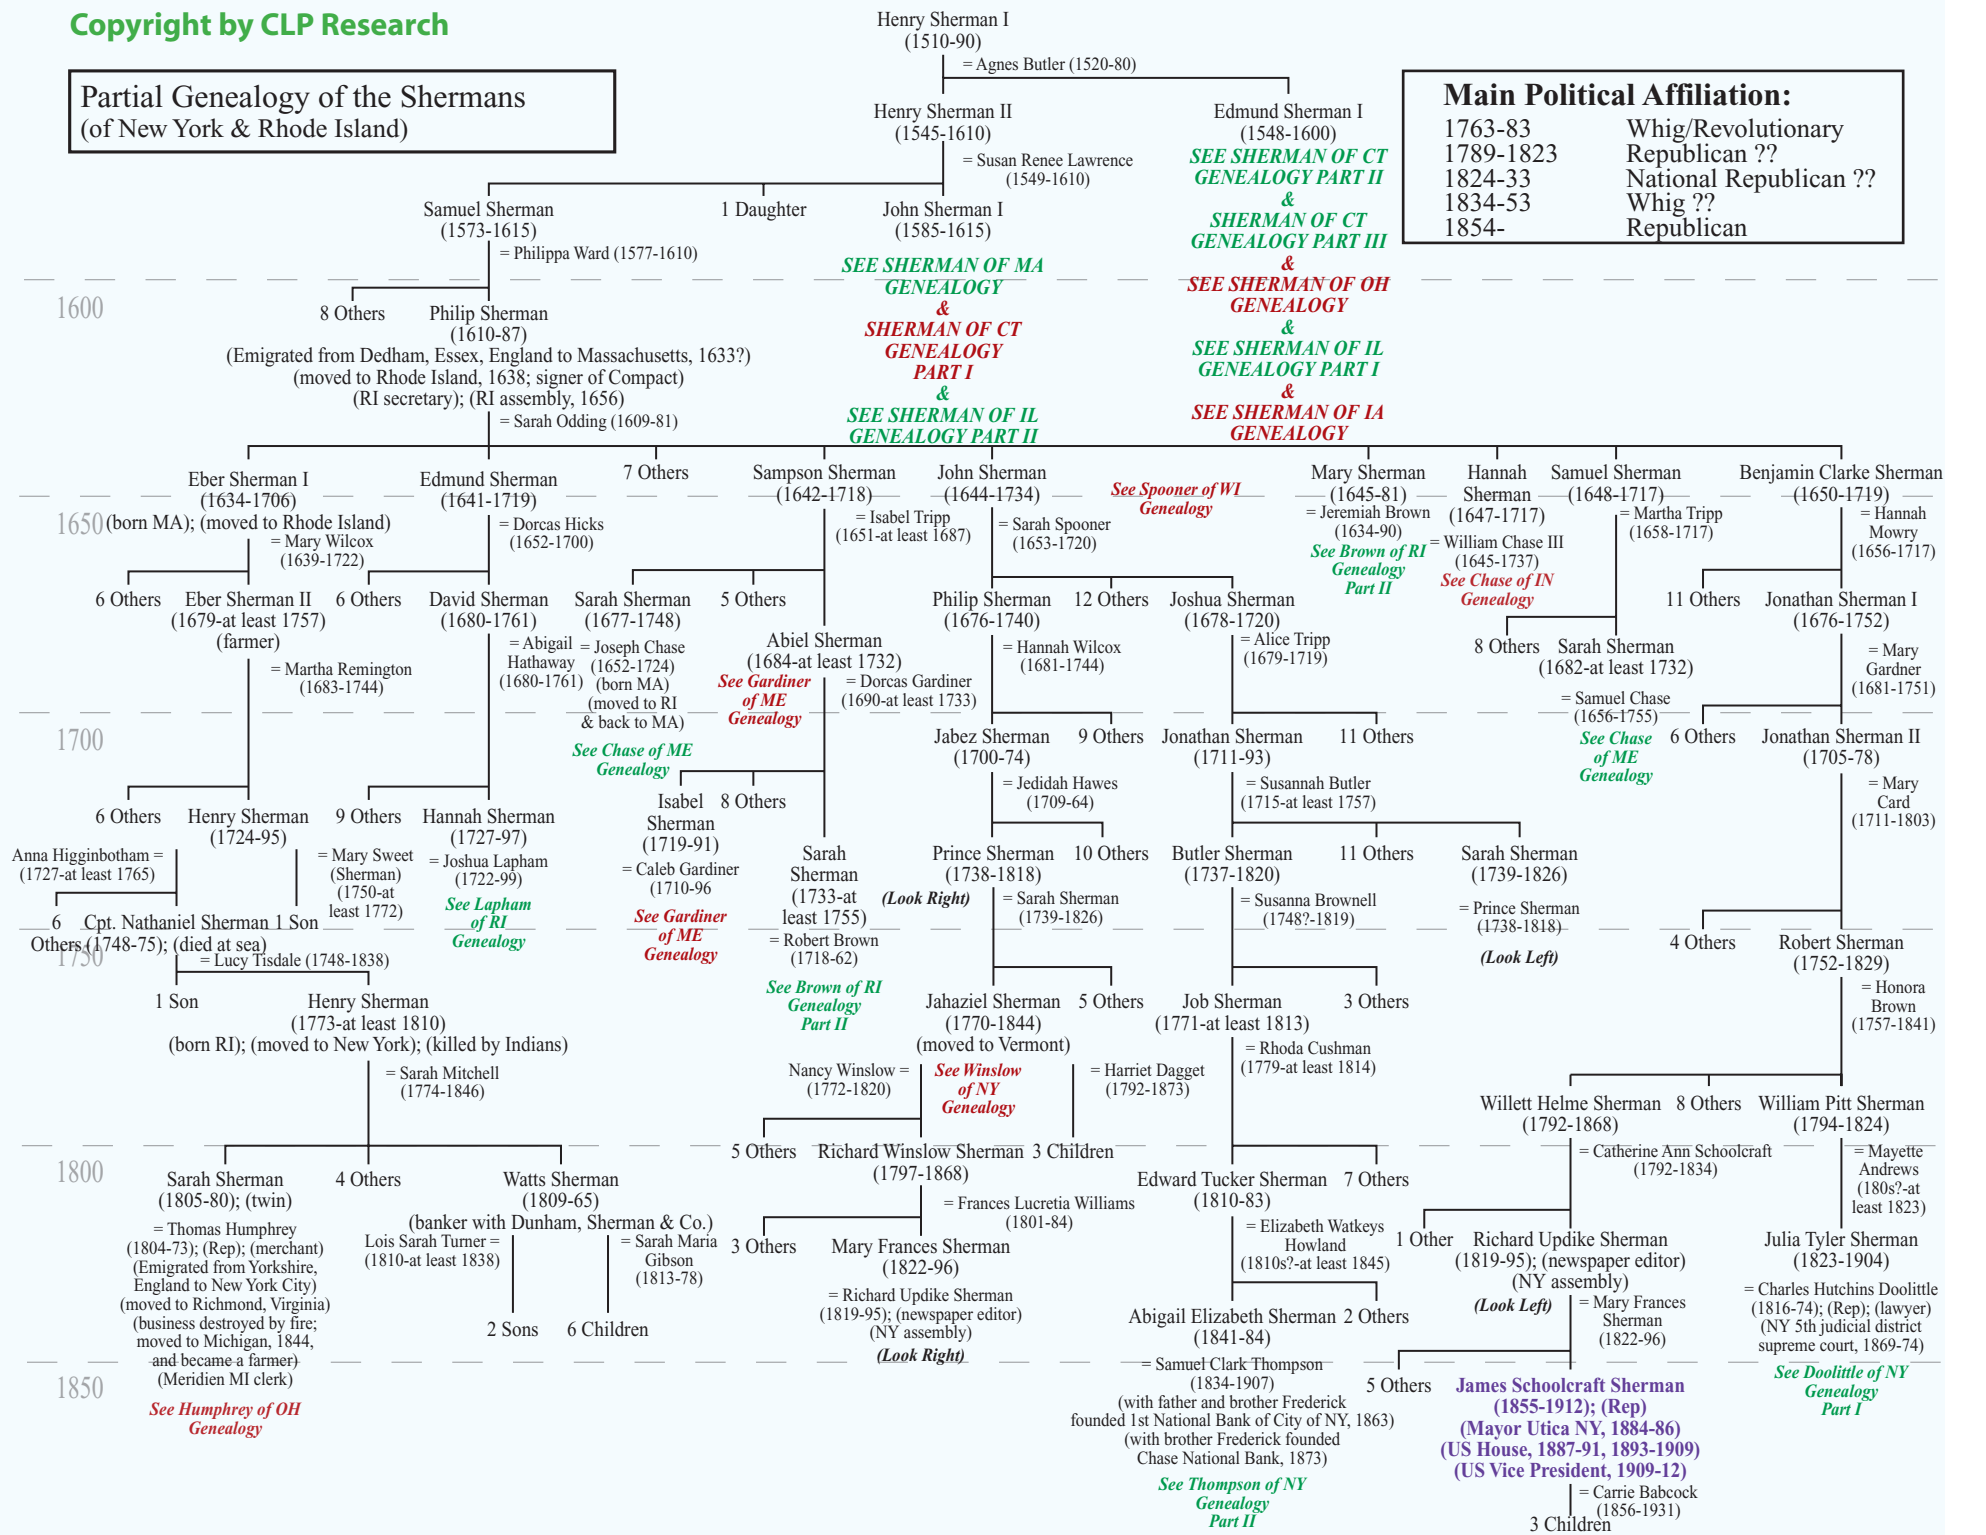 Copyright by CLP Research
Partial Genealogy of the Shermans
(of New York & Rhode Island)
Henry Sherman I
(1510-90)
= Agnes Butler (1520-80)
Main Political Affiliation:
1763-83 Whig/Revolutionary
1789-1823 Republican ??
1824-33 National Republican ??
1834-53 Whig ??
1854- Republican
Henry Sherman II
(1545-1610)
= Susan Renee Lawrence
(1549-1610)
Edmund Sherman I
(1548-1600)
SEE SHERMAN OF CT
GENEALOGY PART II
&
SHERMAN OF CT
GENEALOGY PART III
&
SEE SHERMAN OF OH
GENEALOGY
&
SEE SHERMAN OF IL
GENEALOGY PART I
&
SEE SHERMAN OF IA
GENEALOGY
Samuel Sherman
(1573-1615)
= Philippa Ward (1577-1610)
1 Daughter
John Sherman I
(1585-1615)
SEE SHERMAN OF MA
GENEALOGY
&
SHERMAN OF CT
GENEALOGY
PART I
&
SEE SHERMAN OF IL
GENEALOGY PART II
1600
8 Others
Philip Sherman
(1610-87)
(Emigrated from Dedham, Essex, England to Massachusetts, 1633?)
(moved to Rhode Island, 1638; signer of Compact)
(RI secretary); (RI assembly, 1656)
= Sarah Odding (1609-81)
Eber Sherman I
(1634-1706)
(born MA); (moved to Rhode Island)
= Mary Wilcox
(1639-1722)
Edmund Sherman
(1641-1719)
= Dorcas Hicks
(1652-1700)
7 Others
Sampson Sherman
(1642-1718)
= Isabel Tripp
(1651-at least 1687)
John Sherman
(1644-1734)
= Sarah Spooner
(1653-1720)
See Spooner of WI
Genealogy
Mary Sherman
(1645-81)
= Jeremiah Brown
(1634-90)
See Brown of RI
Genealogy
Part II
Hannah
Sherman
(1647-1717)
= William Chase III
(1645-1737)
See Chase of IN
Genealogy
Samuel Sherman
(1648-1717)
= Martha Tripp
(1658-1717)
Benjamin Clarke Sherman
(1650-1719)
= Hannah
Mowry
(1656-1717)
1650
6 Others
Eber Sherman II
(1679-at least 1757)
(farmer)
= Martha Remington
(1683-1744)
6 Others
David Sherman
(1680-1761)
= Abigail
Hathaway
(1680-1761)
Sarah Sherman
(1677-1748)
= Joseph Chase
(1652-1724)
(born MA)
(moved to RI
& back to MA)
See Chase of ME
Genealogy
5 Others
Abiel Sherman
(1684-at least 1732)
See Gardiner
of ME
Genealogy
= Dorcas Gardiner
(1690-at least 1733)
Philip Sherman
(1676-1740)
= Hannah Wilcox
(1681-1744)
12 Others
Joshua Sherman
(1678-1720)
= Alice Tripp
(1679-1719)
8 Others
Sarah Sherman
(1682-at least 1732)
= Samuel Chase
(1656-1755)
See Chase
of ME
Genealogy
11 Others
Jonathan Sherman I
(1676-1752)
= Mary
Gardner
(1681-1751)
1700
Jabez Sherman
(1700-74)
= Jedidah Hawes
(1709-64)
9 Others
Jonathan Sherman
(1711-93)
= Susannah Butler
(1715-at least 1757)
11 Others
6 Others
Jonathan Sherman II
(1705-78)
= Mary
Card
(1711-1803)
6 Others
Henry Sherman
(1724-95)
Anna Higginbotham =
(1727-at least 1765)
= Mary Sweet
(Sherman)
(1750-at
least 1772)
9 Others
Hannah Sherman
(1727-97)
= Joshua Lapham
(1722-99)
See Lapham
of RI
Genealogy
Isabel
Sherman
(1719-91)
= Caleb Gardiner
(1710-96
See Gardiner
of ME
Genealogy
8 Others
Sarah
Sherman
(1733-at
least 1755)
= Robert Brown
(1718-62)
See Brown of RI
Genealogy
Part II
Prince Sherman
(1738-1818)
(Look Right)
= Sarah Sherman
(1739-1826)
10 Others
Butler Sherman
(1737-1820)
= Susanna Brownell
(1748?-1819)
11 Others
Sarah Sherman
(1739-1826)
= Prince Sherman
(1738-1818)
(Look Left)
6
Others
Cpt. Nathaniel Sherman
(1748-75); (died at sea)
1 Son
= Lucy Tisdale (1748-1838)
1750
4 Others
Robert Sherman
(1752-1829)
= Honora
Brown
(1757-1841)
1 Son
Henry Sherman
(1773-at least 1810)
(born RI); (moved to New York); (killed by Indians)
= Sarah Mitchell
(1774-1846)
Jahaziel Sherman
(1770-1844)
(moved to Vermont)
Nancy Winslow =
(1772-1820)
See Winslow
of NY
Genealogy
= Harriet Dagget
(1792-1873)
5 Others
Job Sherman
(1771-at least 1813)
= Rhoda Cushman
(1779-at least 1814)
3 Others
Willett Helme Sherman
(1792-1868)
= Catherine Ann Schoolcraft
(1792-1834)
8 Others
William Pitt Sherman
(1794-1824)
= Mayette
Andrews
(180s?-at
least 1823)
1800
Sarah Sherman
(1805-80); (twin)
= Thomas Humphrey
(1804-73); (Rep); (merchant)
(Emigrated from Yorkshire,
England to New York City)
(moved to Richmond, Virginia)
(business destroyed by fire;
moved to Michigan, 1844,
and became a farmer)
(Meridien MI clerk)
See Humphrey of OH
Genealogy
4 Others
Watts Sherman
(1809-65)
(banker with Dunham, Sherman & Co.)
Lois Sarah Turner =
(1810-at least 1838)
= Sarah Maria
Gibson
(1813-78)
2 Sons
6 Children
5 Others
Richard Winslow Sherman
(1797-1868)
= Frances Lucretia Williams
(1801-84)
3 Children
3 Others
Mary Frances Sherman
(1822-96)
= Richard Updike Sherman
(1819-95); (newspaper editor)
(NY assembly)
(Look Right)
Edward Tucker Sherman
(1810-83)
= Elizabeth Watkeys
Howland
(1810s?-at least 1845)
7 Others
Abigail Elizabeth Sherman
(1841-84)
= Samuel Clark Thompson
(1834-1907)
(with father and brother Frederick
founded 1st National Bank of City of NY, 1863)
(with brother Frederick founded
Chase National Bank, 1873)
See Thompson of NY
Genealogy
Part II
2 Others
1 Other
Richard Updike Sherman
(1819-95); (newspaper editor)
(NY assembly)
(Look Left)
= Mary Frances
Sherman
(1822-96)
Julia Tyler Sherman
(1823-1904)
= Charles Hutchins Doolittle
(1816-74); (Rep); (lawyer)
(NY 5th judicial district
supreme court, 1869-74)
See Doolittle of NY
Genealogy
Part I
1850
5 Others
James Schoolcraft Sherman
(1855-1912); (Rep)
(Mayor Utica NY, 1884-86)
(US House, 1887-91, 1893-1909)
(US Vice President, 1909-12)
= Carrie Babcock
(1856-1931)
3 Children